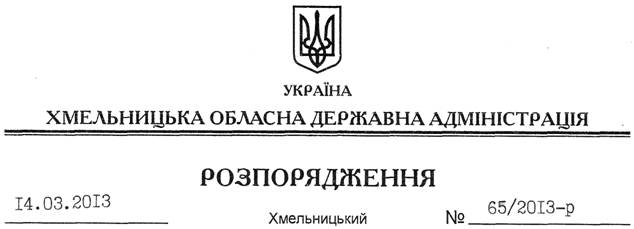 УКРАЇНА
ХМЕЛЬНИЦЬКА ОБЛАСНА ДЕРЖАВНА АДМІНІСТРАЦІЯ
РОЗПОРЯДЖЕННЯ
14.03.2013 Хмельницький № 65/2013-р